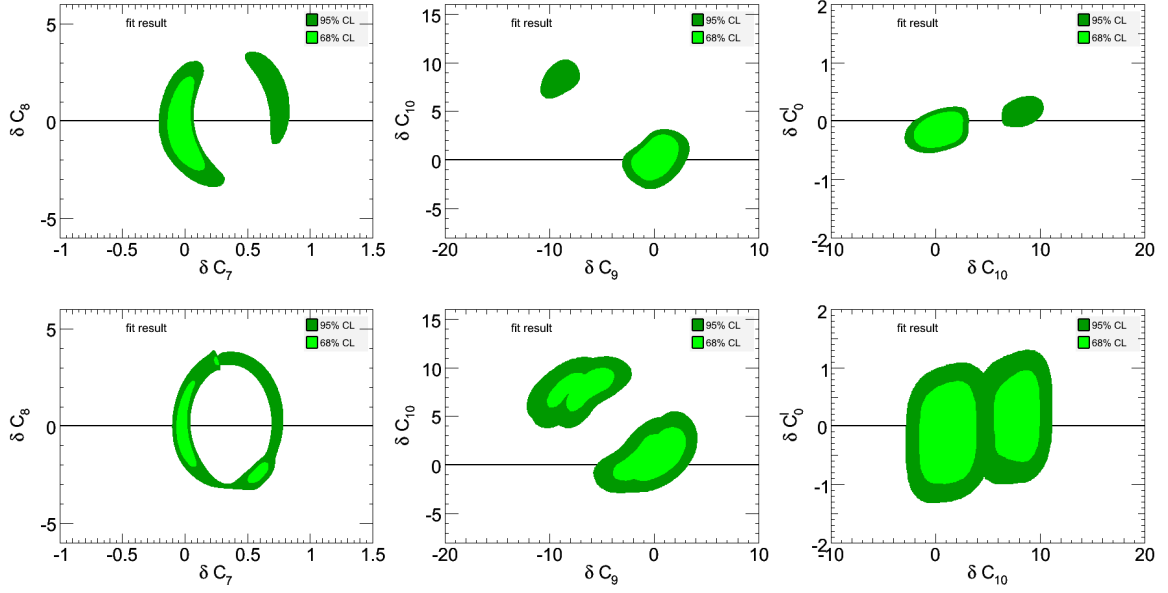 fit result
95% CL
68% CL
δ C8
5
0
-5
-1 -0.5 0 0.5 1 1.5
δ C7
fit result
95% CL
68% CL
δ C10
15
10
5
0
-5
-20 -10 0 10
δ C9
fit result
95% CL
68% CL
δ C0^l
2
1
0
-1
-2
-10 0 10 20
δ C10
fit result
95% CL
68% CL
δ C8
5
0
-5
-1 -0.5 0 0.5 1 1.5
δ C7
fit result
95% CL
68% CL
δ C10
15
10
5
0
-5
-20 -10 0 10
δ C9
fit result
95% CL
68% CL
δ C0^l
2
1
0
-1
-2
-10 0 10 20
δ C10